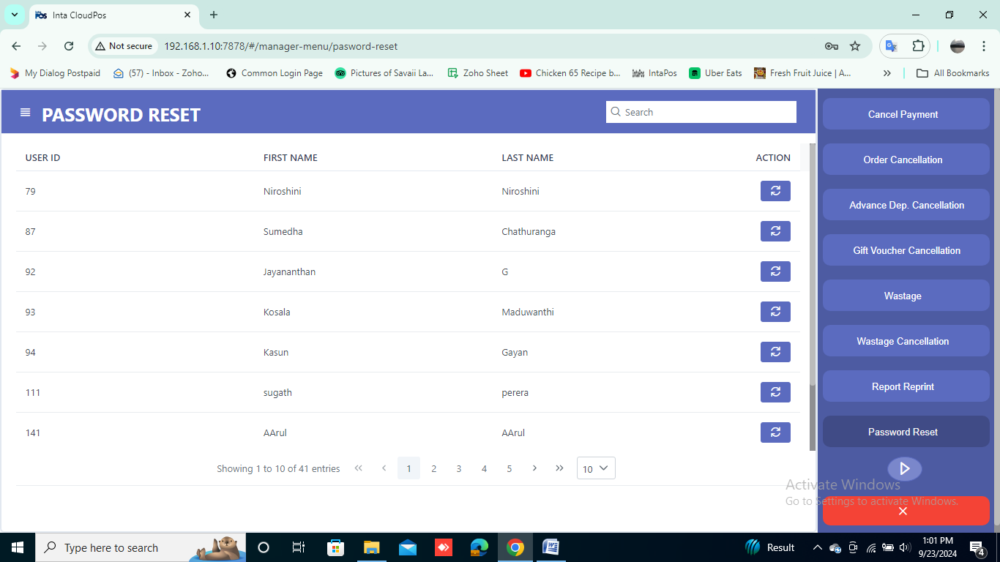 Inta CloudPos
Not secure 192.168.1.10:7878/#/manager-menu/pasword-reset
My Dialog Postpaid (57) - Inbox - Zoho... Common Login Page Pictures of Savaii La... Zoho Sheet Chicken 65 Recipe b... IntaPos Uber Eats Fresh Fruit Juice | A... All Bookmarks
PASSWORD RESET Search
USER ID FIRST NAME LAST NAME ACTION
79 Niroshini Niroshini
87 Sumedha Chathuranga
92 Jayananthan G
93 Kosala Maduwanthi
94 Kasun Gayan
111 sugath perera
141 AArul AArul
Showing 1 to 10 of 41 entries « ‹ 1 2 3 4 5 › » 10
Cancel Payment
Order Cancellation
Advance Dep. Cancellation
Gift Voucher Cancellation
Wastage
Wastage Cancellation
Report Reprint
Password Reset
Activate Windows
Go to Settings to activate Windows.
Type here to search Result 1:01 PM
9/23/2024 4